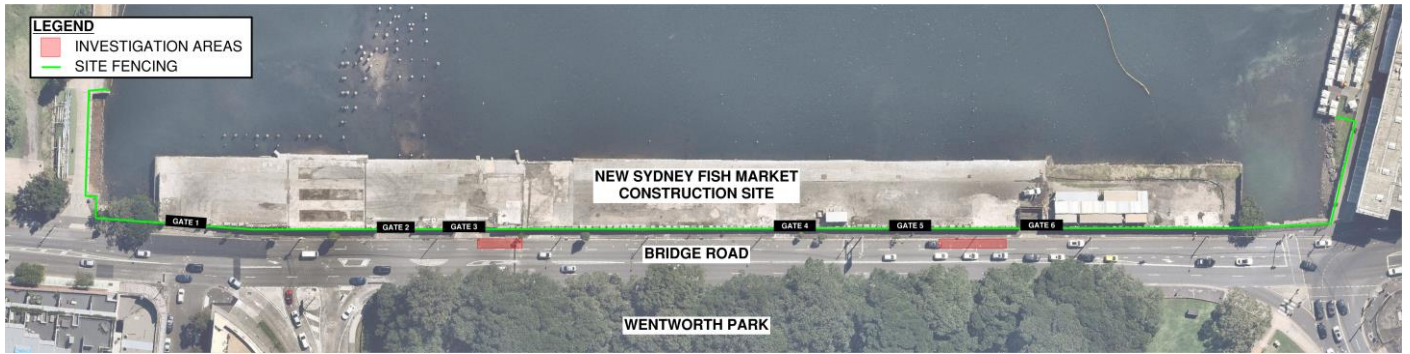 LEGEND
INVESTIGATION AREAS
SITE FENCING
NEW SYDNEY FISH MARKET
CONSTRUCTION SITE
GATE 1
GATE 2
GATE 3
GATE 4
GATE 5
GATE 6
BRIDGE ROAD
WENTWORTH PARK